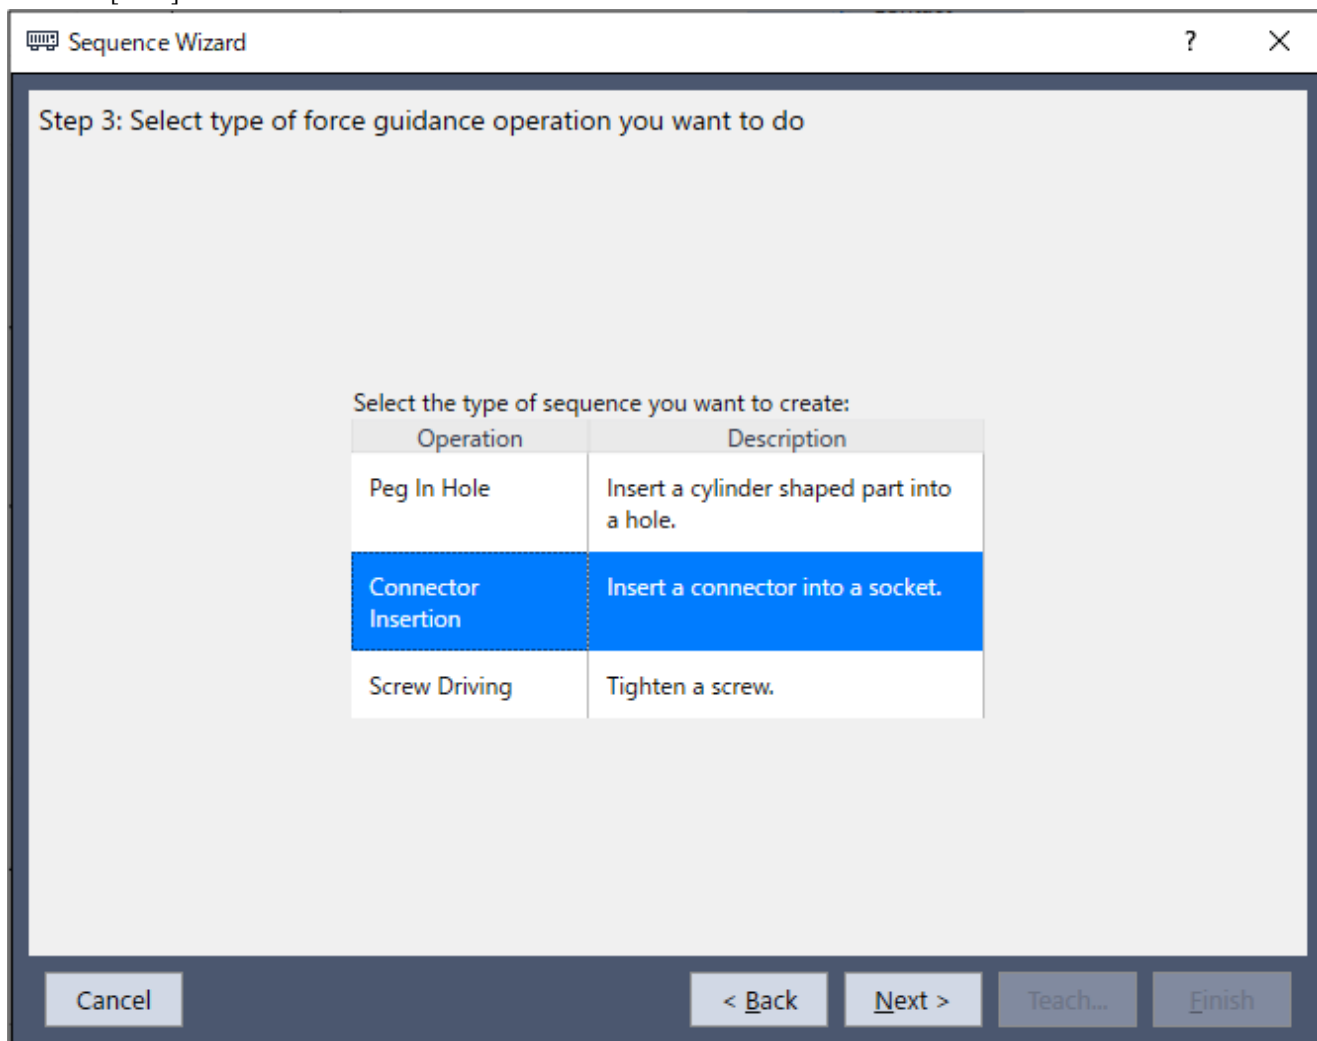 Sequence Wizard
?
Step 3: Select type of force guidance operation you want to do
Select the type of sequence you want to create:
Operation Description
Peg In Hole Insert a cylinder shaped part into
a hole.
Connector Insert a connector into a socket.
Insertion
Screw Driving Tighten a screw.
Cancel < Back Next > Teach... Finish